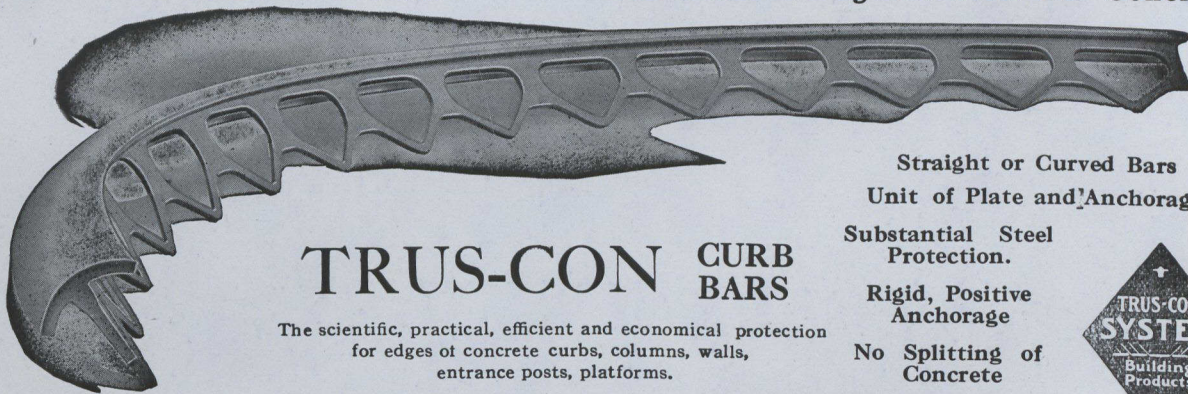 Straight or Curved Bars
Unit of Plate and Anchorag
TRUS-CON CURB
BARS
The scientific, practical, efficient and economical protection
for edges of concrete curbs, columns, walls,
entrance posts, platforms.
Substantial Steel
Protection.
Rigid, Positive
Anchorage
No Splitting of
Concrete
TRUS-CO
SYSTE
Building
Products